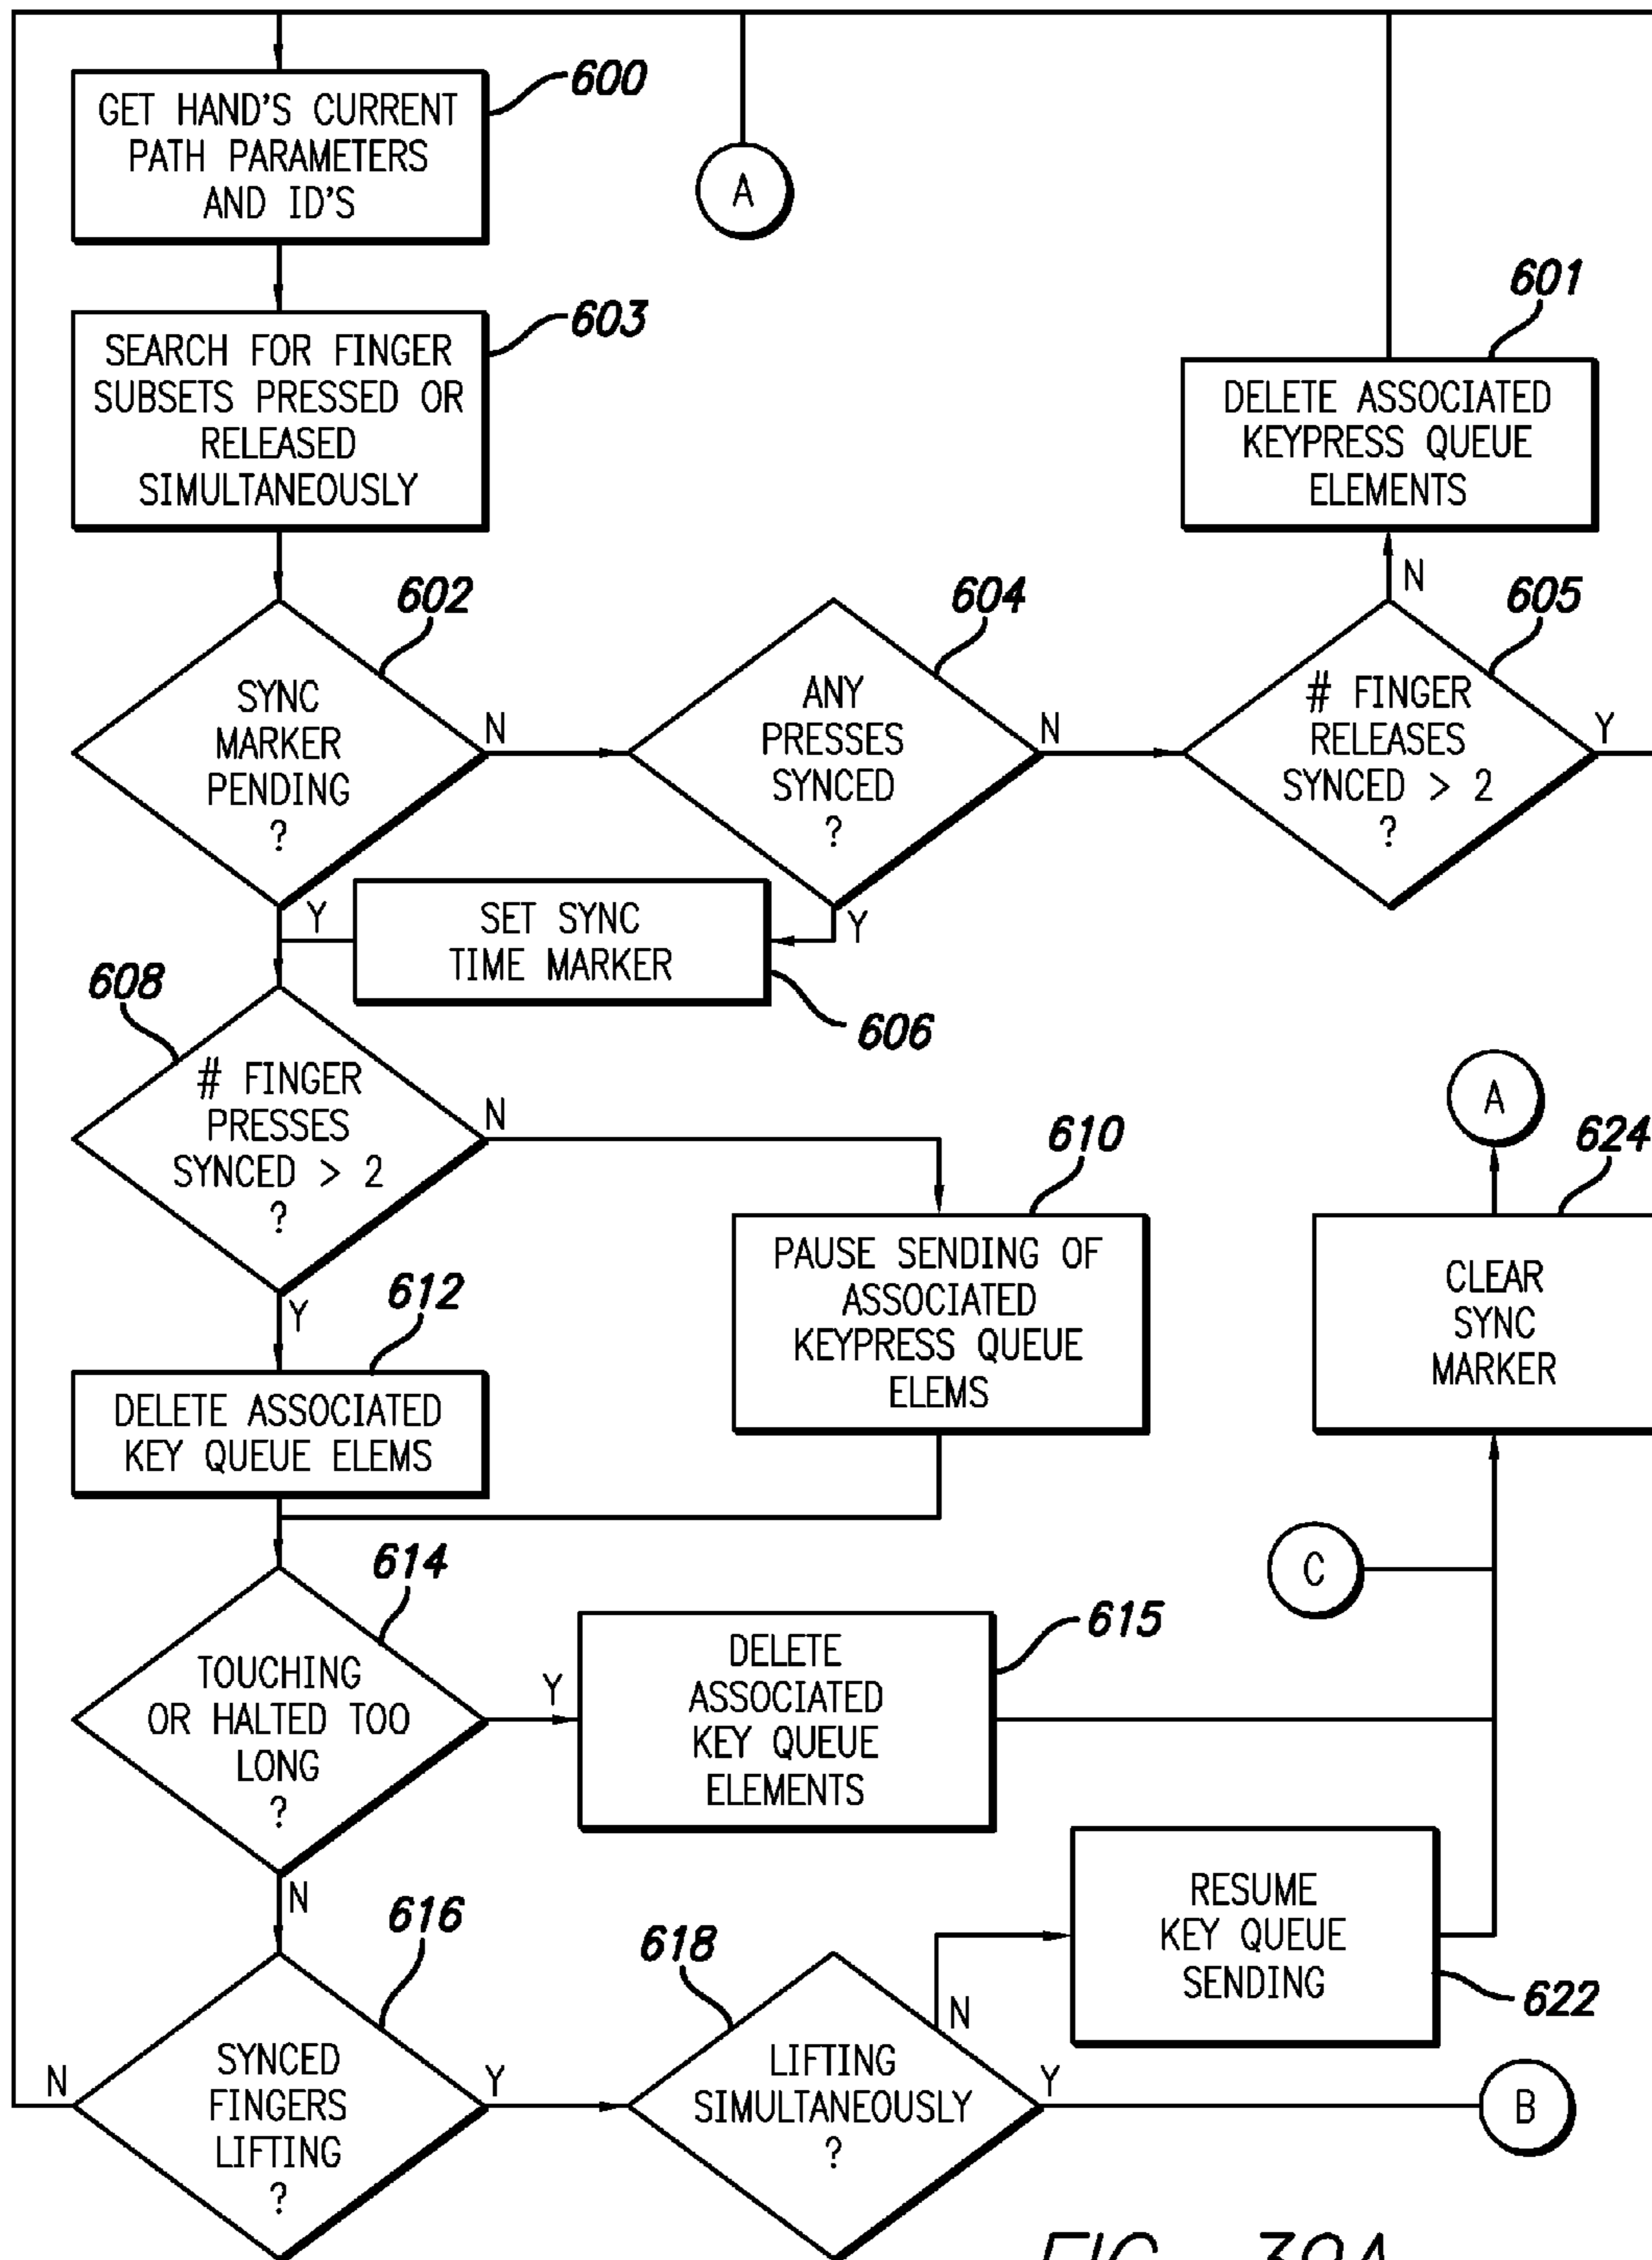 600
GET HAND'S CURRENT
PATH PARAMETERS
AND ID'S
A
603
SEARCH FOR FINGER
SUBSETS PRESSED OR
RELEASED
SIMULTANEOUSLY
601
DELETE ASSOCIATED
KEYPRESS QUEUE
ELEMENTS
N
602
SYNC
MARKER
PENDING
?
N
Y
604
ANY
PRESSES
SYNCED
?
N
Y
605
# FINGER
RELEASES
SYNCED > 2
?
Y
SET SYNC
TIME MARKER
606
608
# FINGER
PRESSES
SYNCED > 2
?
N
Y
610
PAUSE SENDING OF
ASSOCIATED
KEYPRESS QUEUE
ELEMS
A
624
CLEAR
SYNC
MARKER
612
DELETE ASSOCIATED
KEY QUEUE ELEMS
C
614
TOUCHING
OR HALTED TOO
LONG
?
Y
N
615
DELETE
ASSOCIATED
KEY QUEUE
ELEMENTS
616
SYNCED
FINGERS
LIFTING
?
N
Y
618
LIFTING
SIMULTANEOUSLY
?
N
Y
RESUME
KEY QUEUE
SENDING
622
B
FIG. 39A